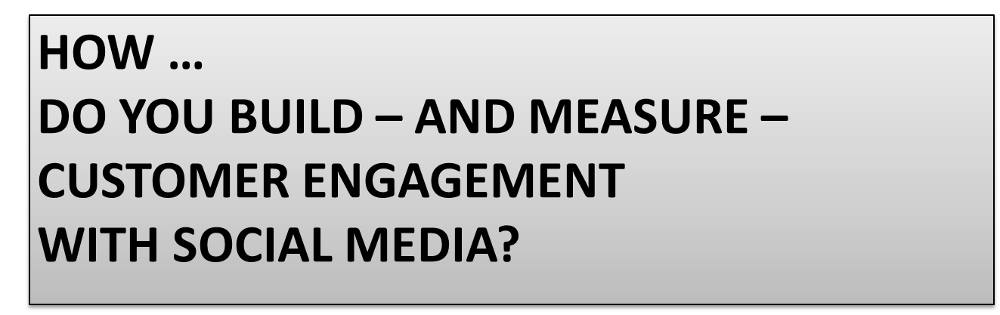 HOW …
DO YOU BUILD – AND MEASURE –
CUSTOMER ENGAGEMENT
WITH SOCIAL MEDIA?